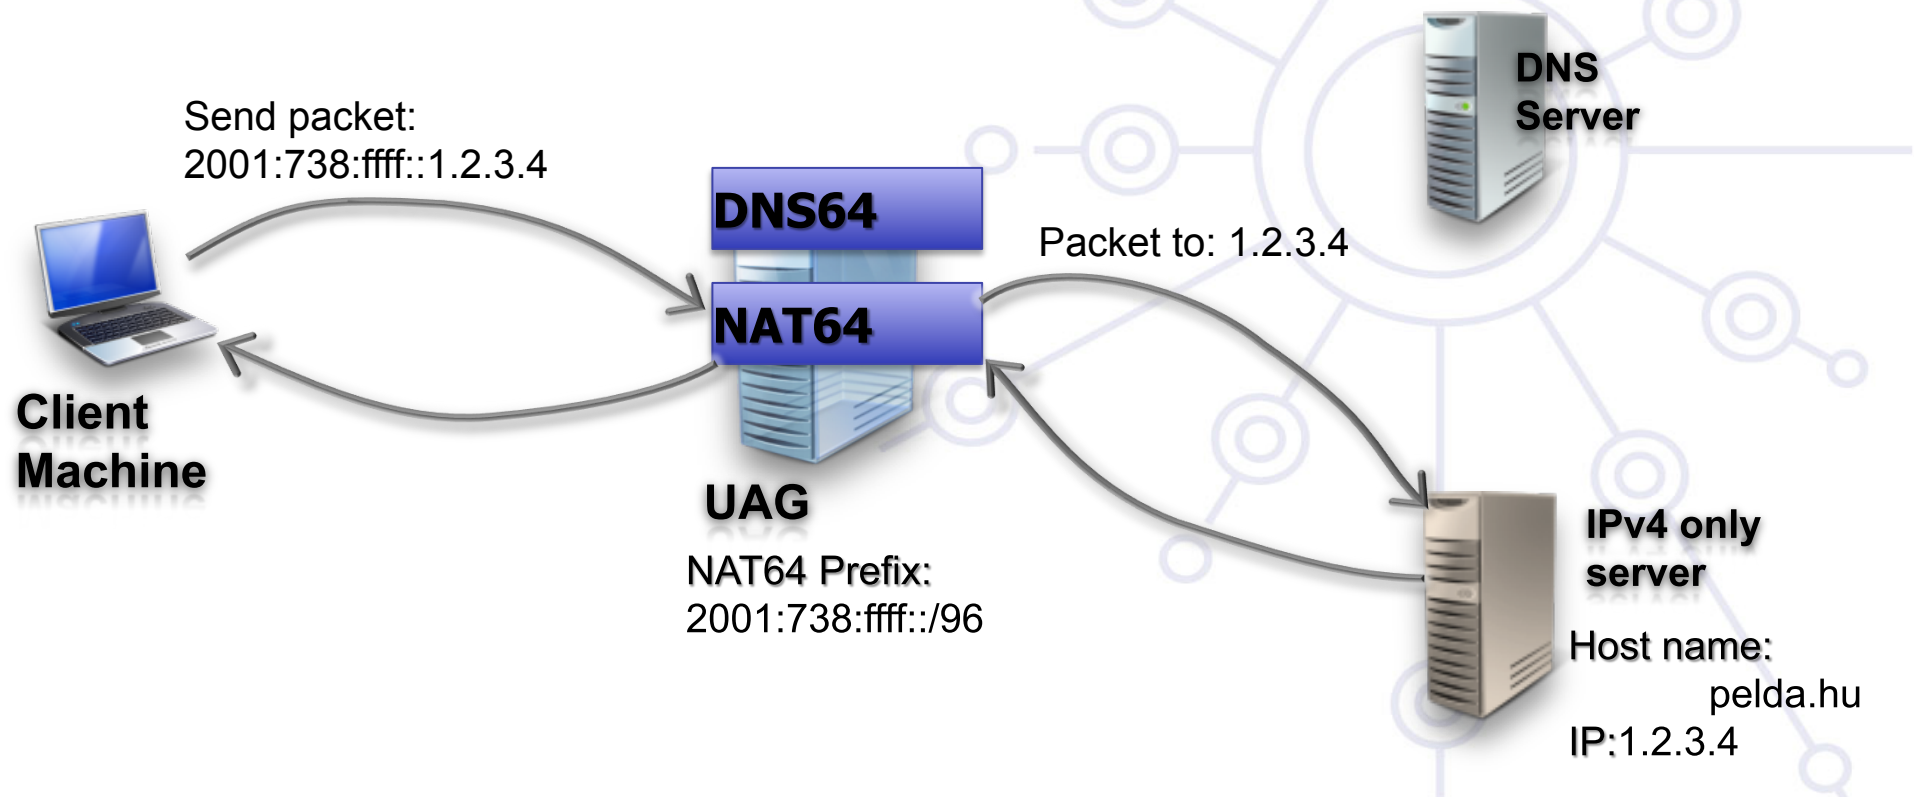 DNS
Server
Send packet:
2001:738:ffff::1.2.3.4
DNS64
Packet to: 1.2.3.4
NAT64
Client
Machine
UAG
NAT64 Prefix:
2001:738:ffff::/96
IPv4 only
server
Host name:
pelda.hu
IP:1.2.3.4